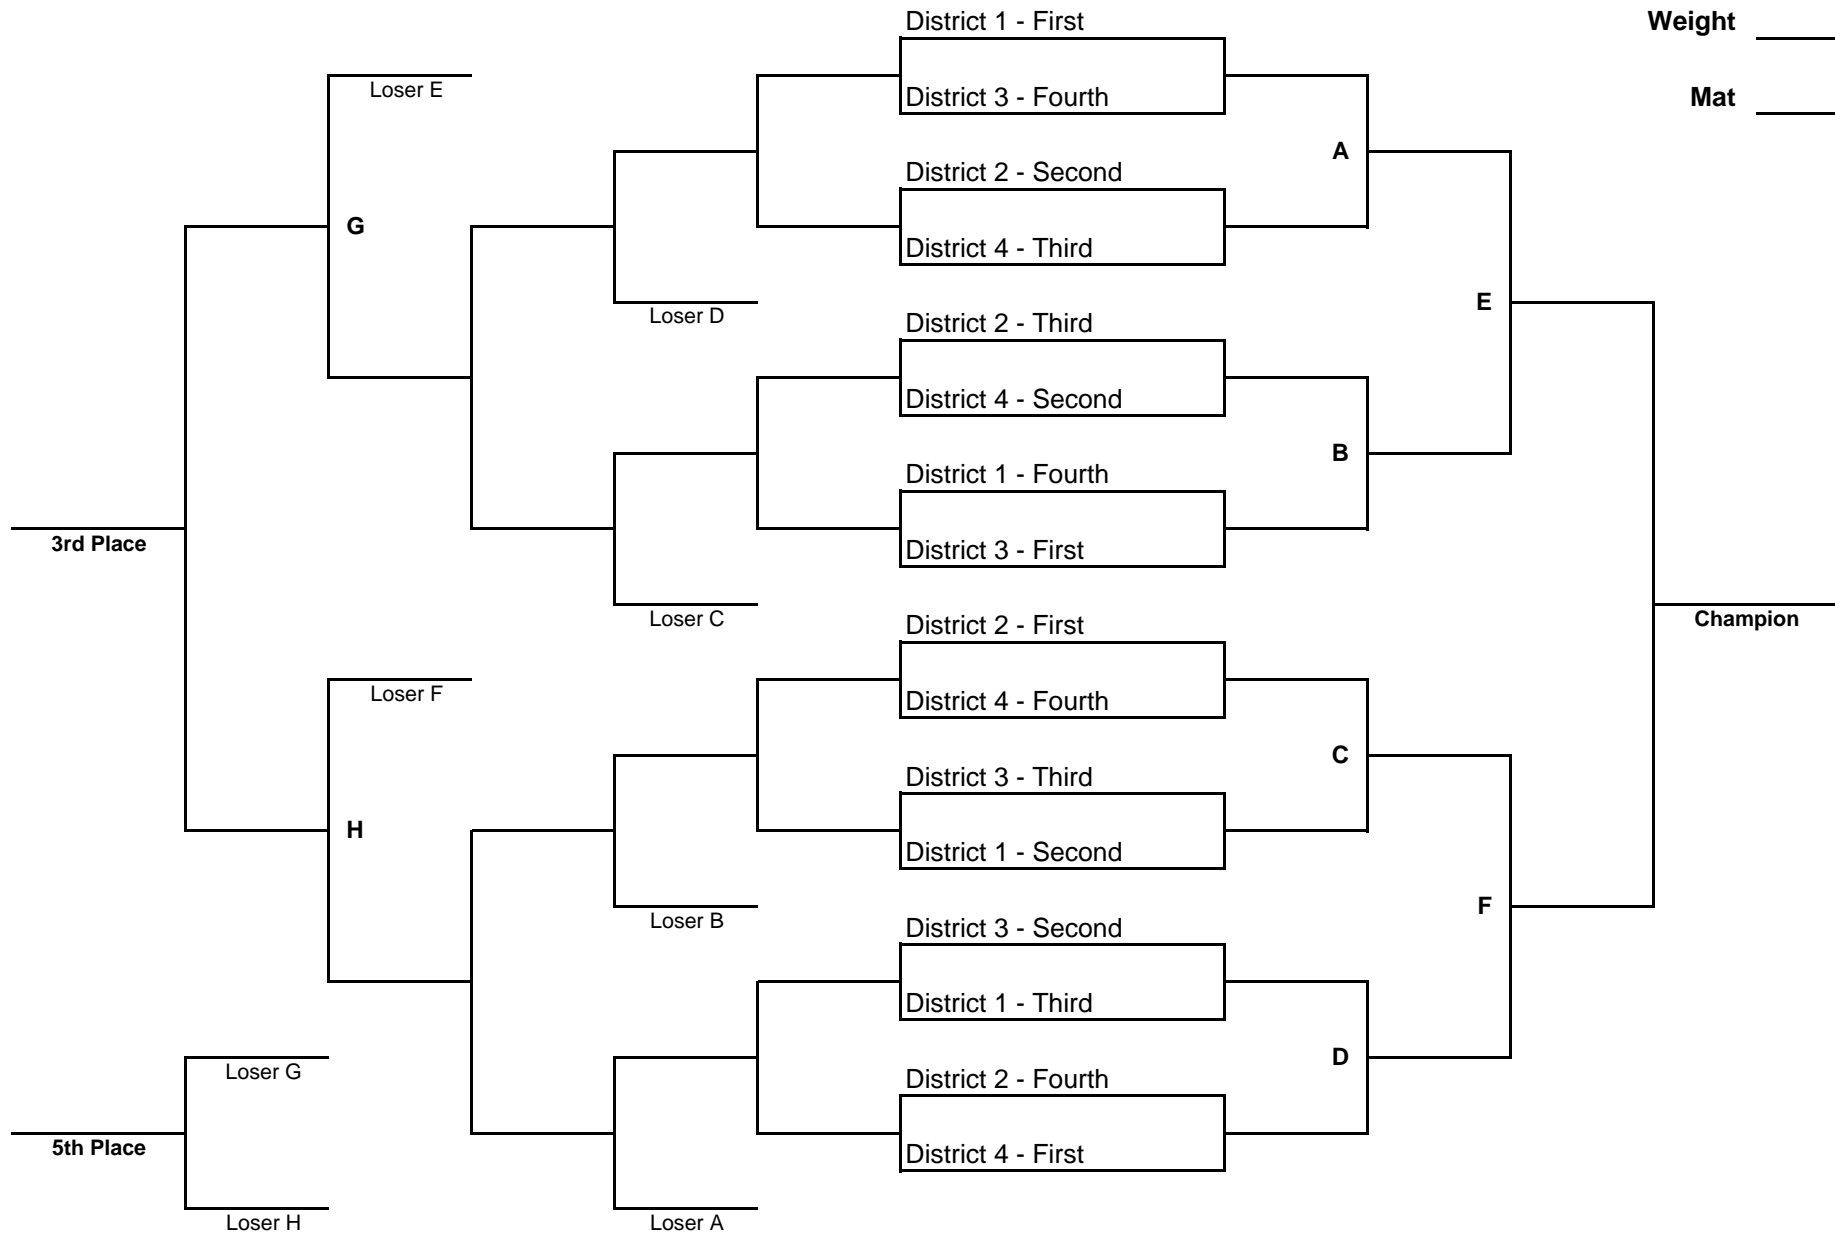 District 1 - First
Weight
Loser E
District 3 - Fourth
Mat
A
District 2 - Second
G
District 4 - Third
E
Loser D
District 2 - Third
District 4 - Second
B
District 1 - Fourth
3rd Place
District 3 - First
Loser C
District 2 - First
Champion
Loser F
District 4 - Fourth
C
District 3 - Third
H
District 1 - Second
F
Loser B
District 3 - Second
District 1 - Third
D
Loser G
District 2 - Fourth
5th Place
District 4 - First
Loser H
Loser A